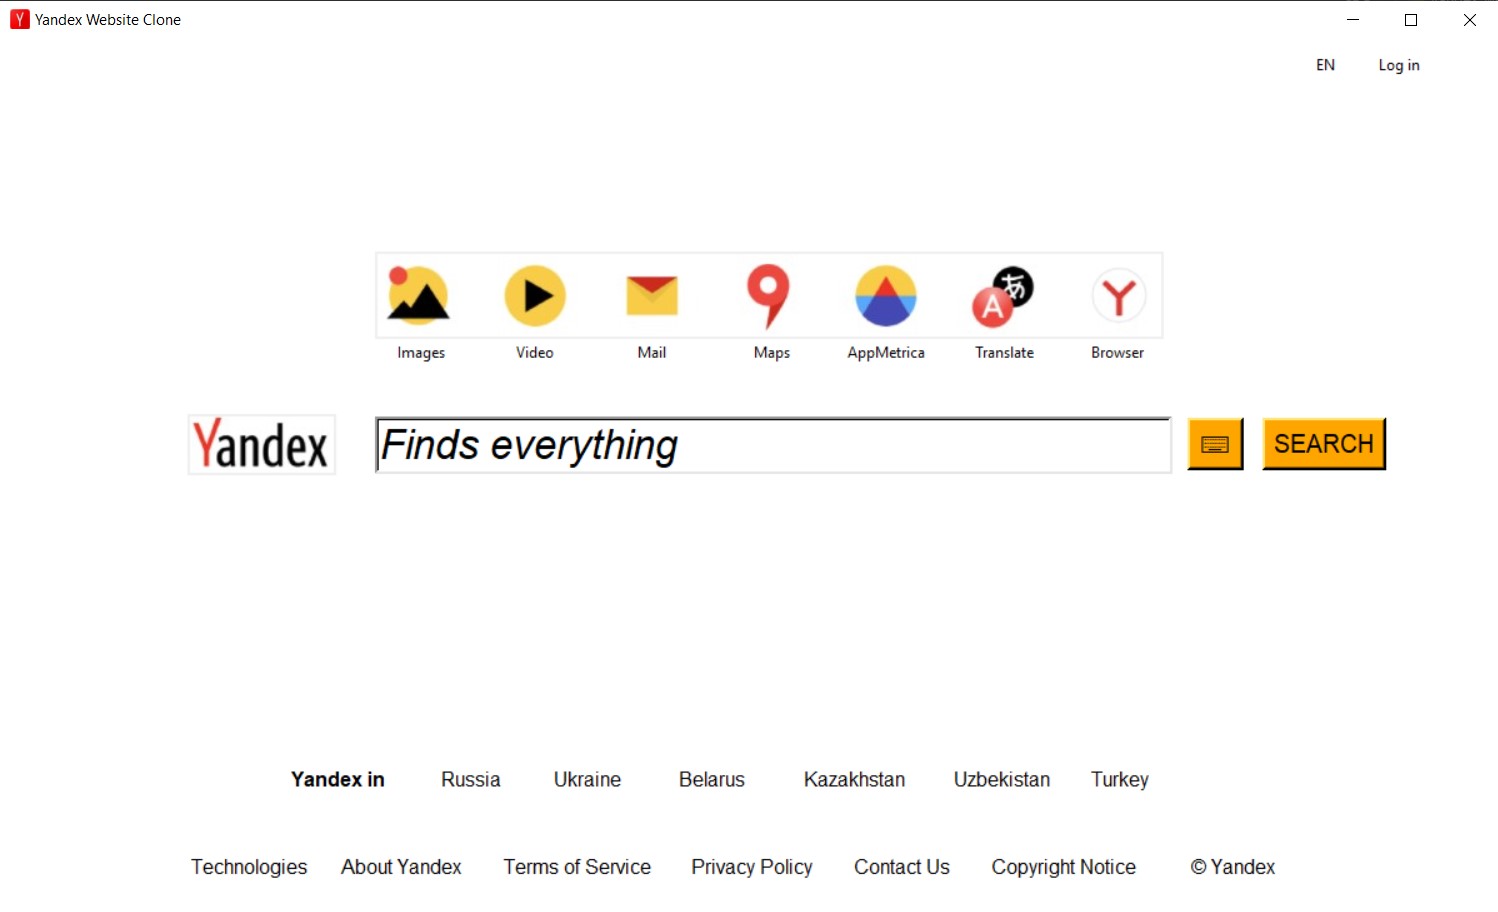 Y Yandex Website Clone
EN Log in
A あ Y
Images Video Mail Maps AppMetrica Translate Browser
Yandex Finds everything SEARCH
Yandex in Russia Ukraine Belarus Kazakhstan Uzbekistan Turkey
Technologies About Yandex Terms of Service Privacy Policy Contact Us Copyright Notice © Yandex